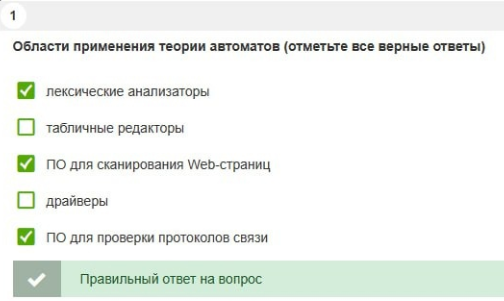 1
Области применения теории автоматов (отметьте все верные ответы)
лексические анализаторы
табличные редакторы
ПО для сканирования Web-страниц
драйверы
ПО для проверки протоколов связи
Правильный ответ на вопрос